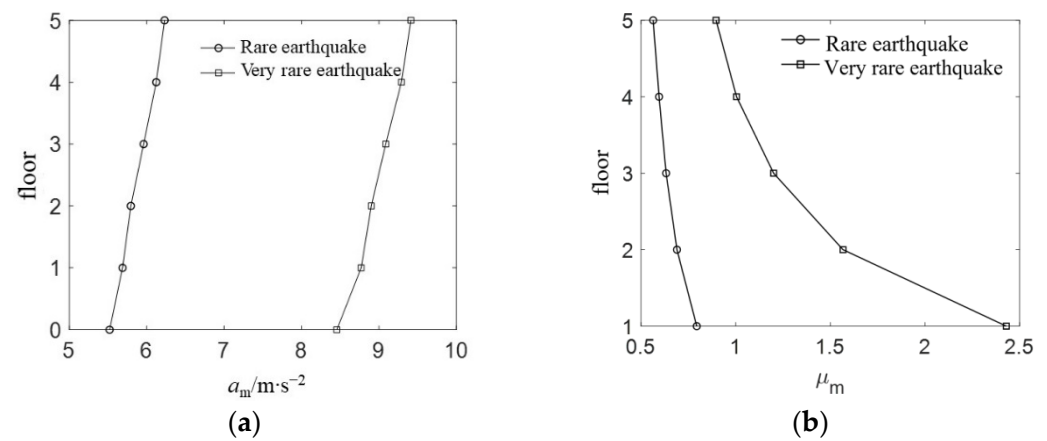 5
4
3
2
1
0
floor
Rare earthquake
Very rare earthquake
5 6 7 8 9 10
aₘ/m·s⁻²
(a)
5
4
3
2
1
floor
Rare earthquake
Very rare earthquake
0.5 1 1.5 2 2.5
μₘ
(b)